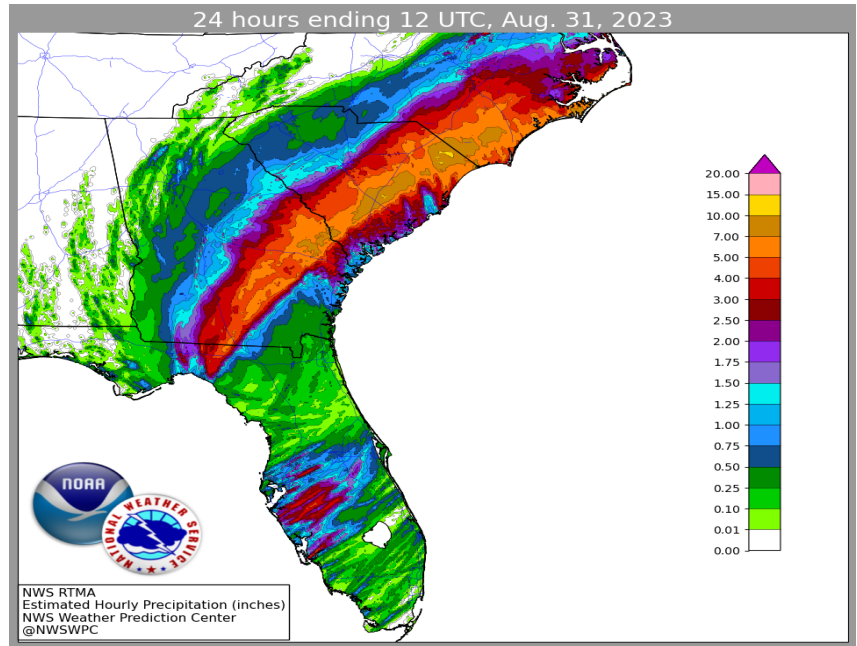 24 hours ending 12 UTC, Aug. 31, 2023
20.00
15.00
10.00
7.00
5.00
4.00
3.00
2.50
2.00
1.75
1.50
1.25
1.00
0.75
0.50
0.25
0.10
0.01
0.00
NOAA
NATIONAL WEATHER SERVICE
NWS RTMA
Estimated Hourly Precipitation (inches)
NWS Weather Prediction Center
@NWSWPC